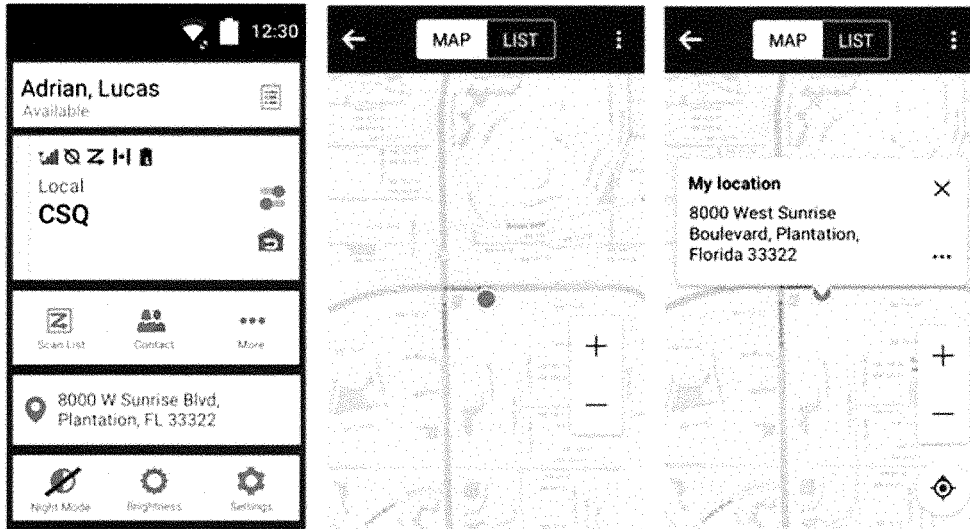 12:30
Adrian, Lucas
Available
Local
CSQ
Scan List
Contact
More
8000 W Sunrise Blvd,
Plantation, FL 33322
Night Mode
Brightness
Settings
MAP
LIST
MAP
LIST
My location
8000 West Sunrise
Boulevard, Plantation,
Florida 33322